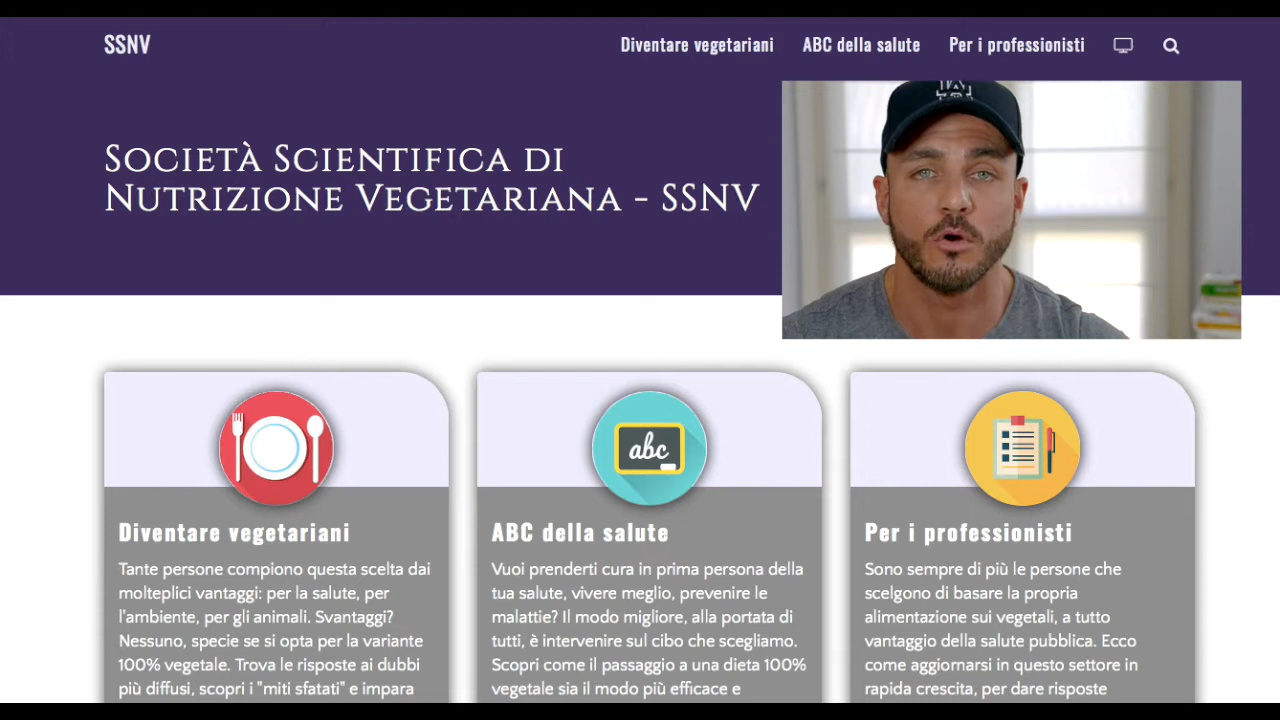 SSNV
Diventare vegetariani
ABC della salute
Per i professionisti
Società Scientifica di
Nutrizione Vegetariana - SSNV
LA
abc
Diventare vegetariani
Tante persone compiono questa scelta dai
molteplici vantaggi: per la salute, per
l'ambiente, per gli animali. Svantaggi?
Nessuno, specie se si opta per la variante
100% vegetale. Trova le risposte ai dubbi
più diffusi, scopri i "miti sfatati" e impara
ABC della salute
Vuoi prenderti cura in prima persona della
tua salute, vivere meglio, prevenire le
malattie? Il modo migliore, alla portata di
tutti, è intervenire sul cibo che scegliamo.
Scopri come il passaggio a una dieta 100%
vegetale sia il modo più efficace e
Per i professionisti
Sono sempre di più le persone che
scelgono di basare la propria
alimentazione sui vegetali, a tutto
vantaggio della salute pubblica. Ecco
come aggiornarsi in questo settore in
rapida crescita, per dare risposte